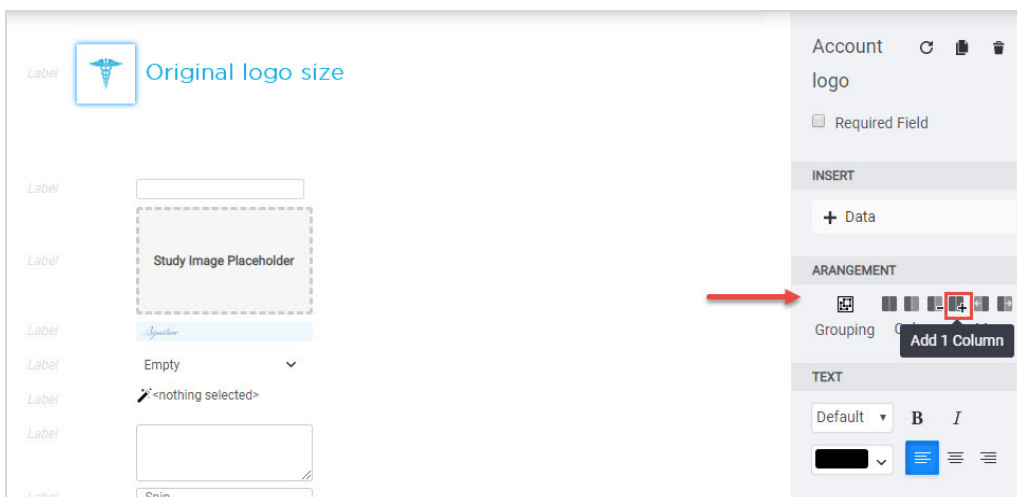 Label
Original logo size
Label
Label
Study Image Placeholder
Label
Signature
Label
Empty
Label
<nothing selected>
Label
Label
Account
logo
Required Field
INSERT
+ Data
ARANGEMENT
Grouping
Add 1 Column
TEXT
Default
B I